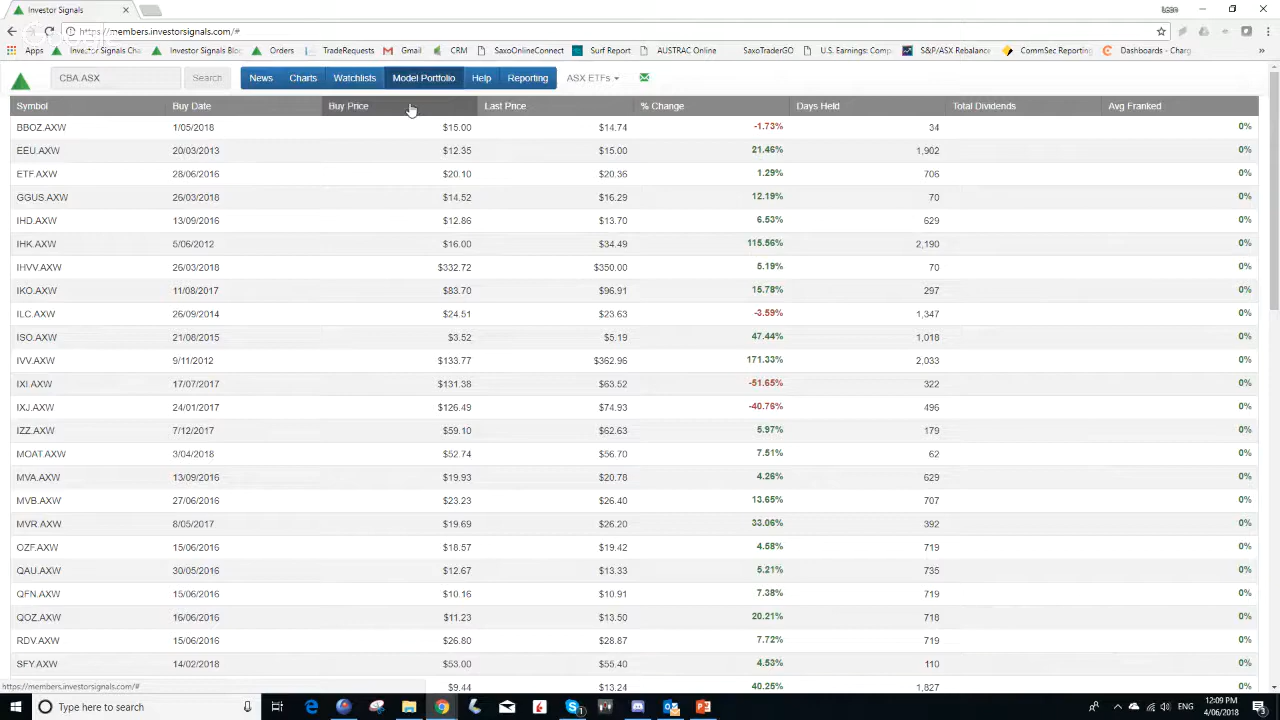 Investor Signals
https://members.investorsignals.com/#
Apps Investor Signals Cha Investor Signals Blog Orders TradeRequests Gmail CRM SaxoOnlineConnect Surf Report AUSTRAC Online SaxoTraderGO U.S. Earnings: Comp S&P/ASX Rebalance CommSec Reporting Dashboards - Charg
CBA.ASX Search News Charts Watchlists Model Portfolio Help Reporting ASX ETFs
Symbol Buy Date Buy Price Last Price % Change Days Held Total Dividends Avg Franked
BBOZ.AXW 1/05/2018 $15.00 $14.74 -1.73% 34 0%
EEU.AXW 20/03/2013 $12.35 $15.00 21.46% 1,902 0%
ETF.AXW 28/06/2016 $20.10 $20.36 1.29% 706 0%
GGUS.AXW 26/03/2018 $14.52 $16.29 12.19% 70 0%
IHD.AXW 13/09/2016 $12.86 $13.70 6.53% 629 0%
IHK.AXW 5/06/2012 $16.00 $34.49 115.56% 2,190 0%
IHVV.AXW 26/03/2018 $332.72 $350.00 5.19% 70 0%
IKO.AXW 11/08/2017 $83.70 $96.91 15.78% 297 0%
ILC.AXW 26/09/2014 $24.51 $23.63 -3.59% 1,347 0%
ISO.AXW 21/08/2015 $3.52 $5.19 47.44% 1,018 0%
IVV.AXW 9/11/2012 $133.77 $362.96 171.33% 2,033 0%
IXI.AXW 17/07/2017 $131.38 $63.52 -51.65% 322 0%
IXJ.AXW 24/01/2017 $126.49 $74.93 -40.76% 496 0%
IZZ.AXW 7/12/2017 $59.10 $62.63 5.97% 179 0%
MOAT.AXW 3/04/2018 $52.74 $56.70 7.51% 62 0%
MVA.AXW 13/09/2016 $19.93 $20.78 4.26% 629 0%
MVB.AXW 27/06/2016 $23.23 $26.40 13.65% 707 0%
MVR.AXW 8/05/2017 $19.69 $26.20 33.06% 392 0%
OZF.AXW 15/06/2016 $18.57 $19.42 4.58% 719 0%
QAU.AXW 30/05/2016 $12.67 $13.33 5.21% 735 0%
QFN.AXW 15/06/2016 $10.16 $10.91 7.38% 719 0%
QOZ.AXW 16/06/2016 $11.23 $13.50 20.21% 718 0%
RDV.AXW 15/06/2016 $26.80 $28.87 7.72% 719 0%
SFY.AXW 14/02/2018 $53.00 $55.40 4.53% 110 0%
$9.44 $13.24 40.25% 1,827 0%
https://members.investorsignals.com/#
Type here to search
ENG
12:09 PM
4/06/2018